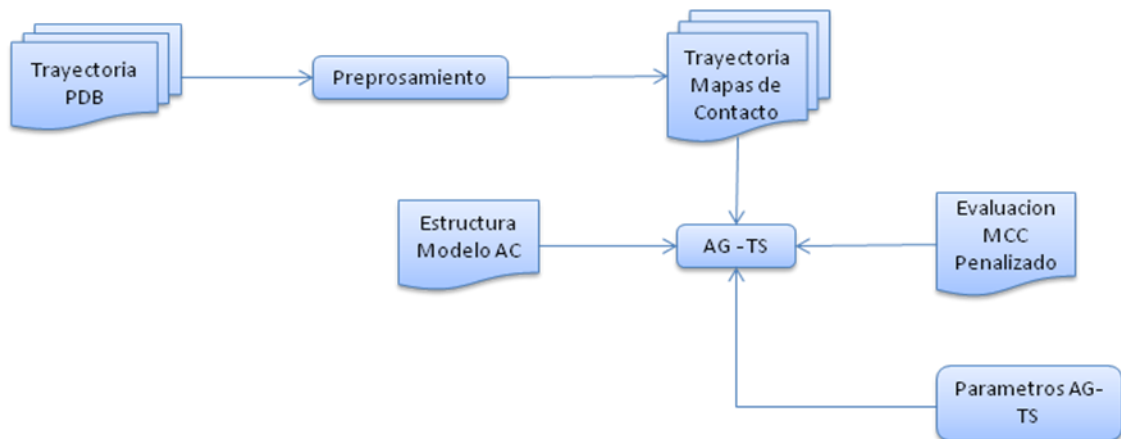 Trayectoria
PDB
Preprosamiento
Trayectoria
Mapas de
Contacto
Estructura
Modelo AC
AG -TS
Evaluacion
MCC
Penalizado
Parametros AG-
TS